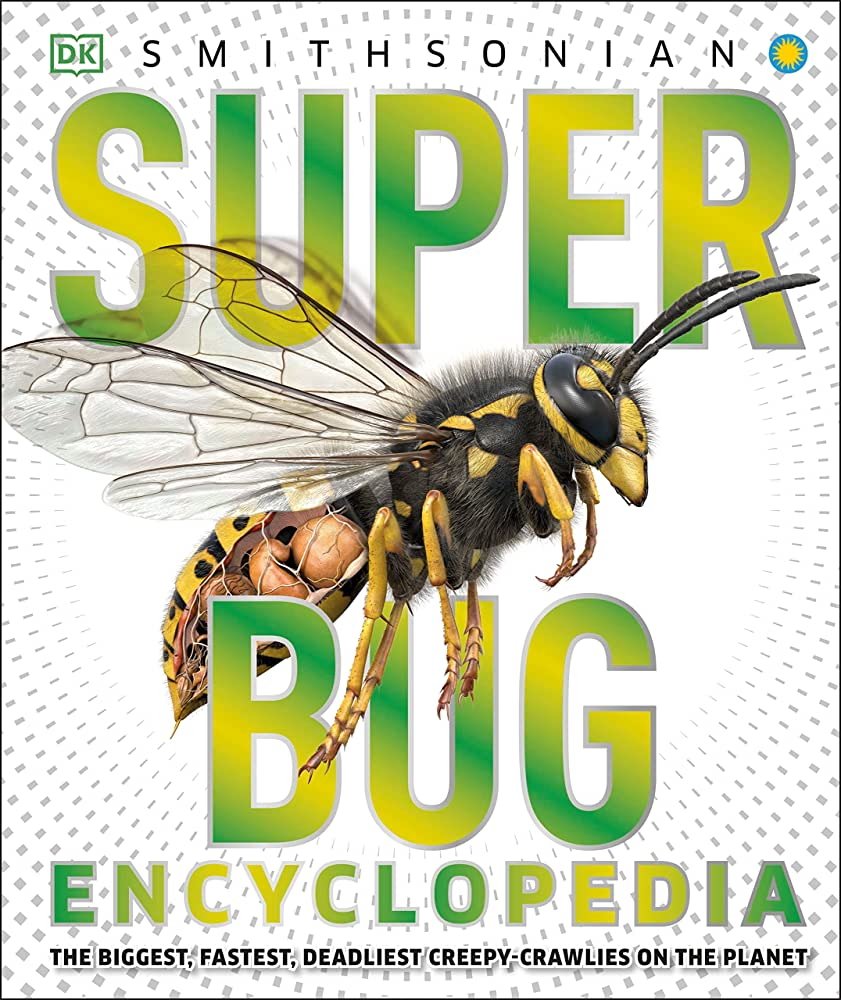 DK SMITHSONIAN
SUPER
BUG
ENCYCLOPEDIA
THE BIGGEST, FASTEST, DEADLIEST CREEPY-CRAWLIES ON THE PLANET